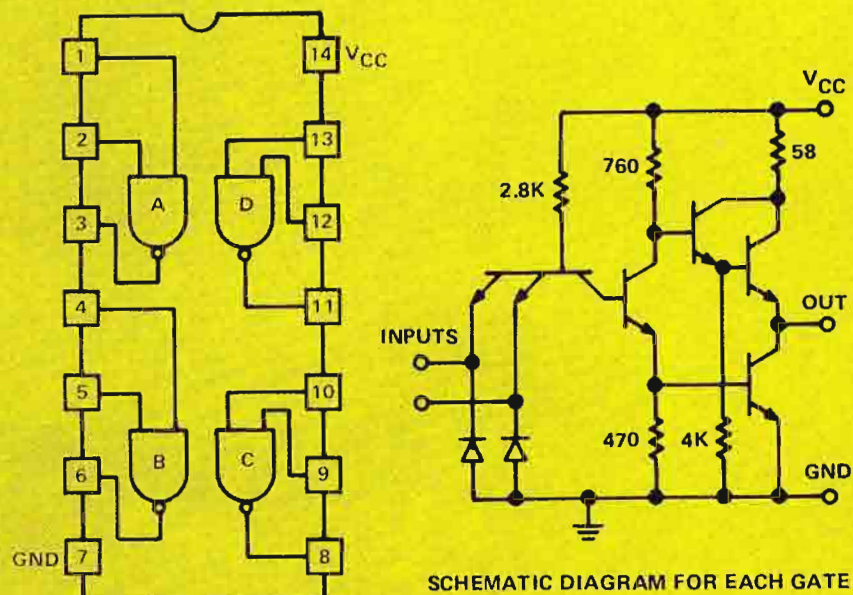 1
14 VCC
2
13
A
D
3
12
4
11
5
10
B
C
6
9
GND 7
8
VCC
760
58
2.8K
INPUTS
OUT
470
4K
GND
SCHEMATIC DIAGRAM FOR EACH GATE